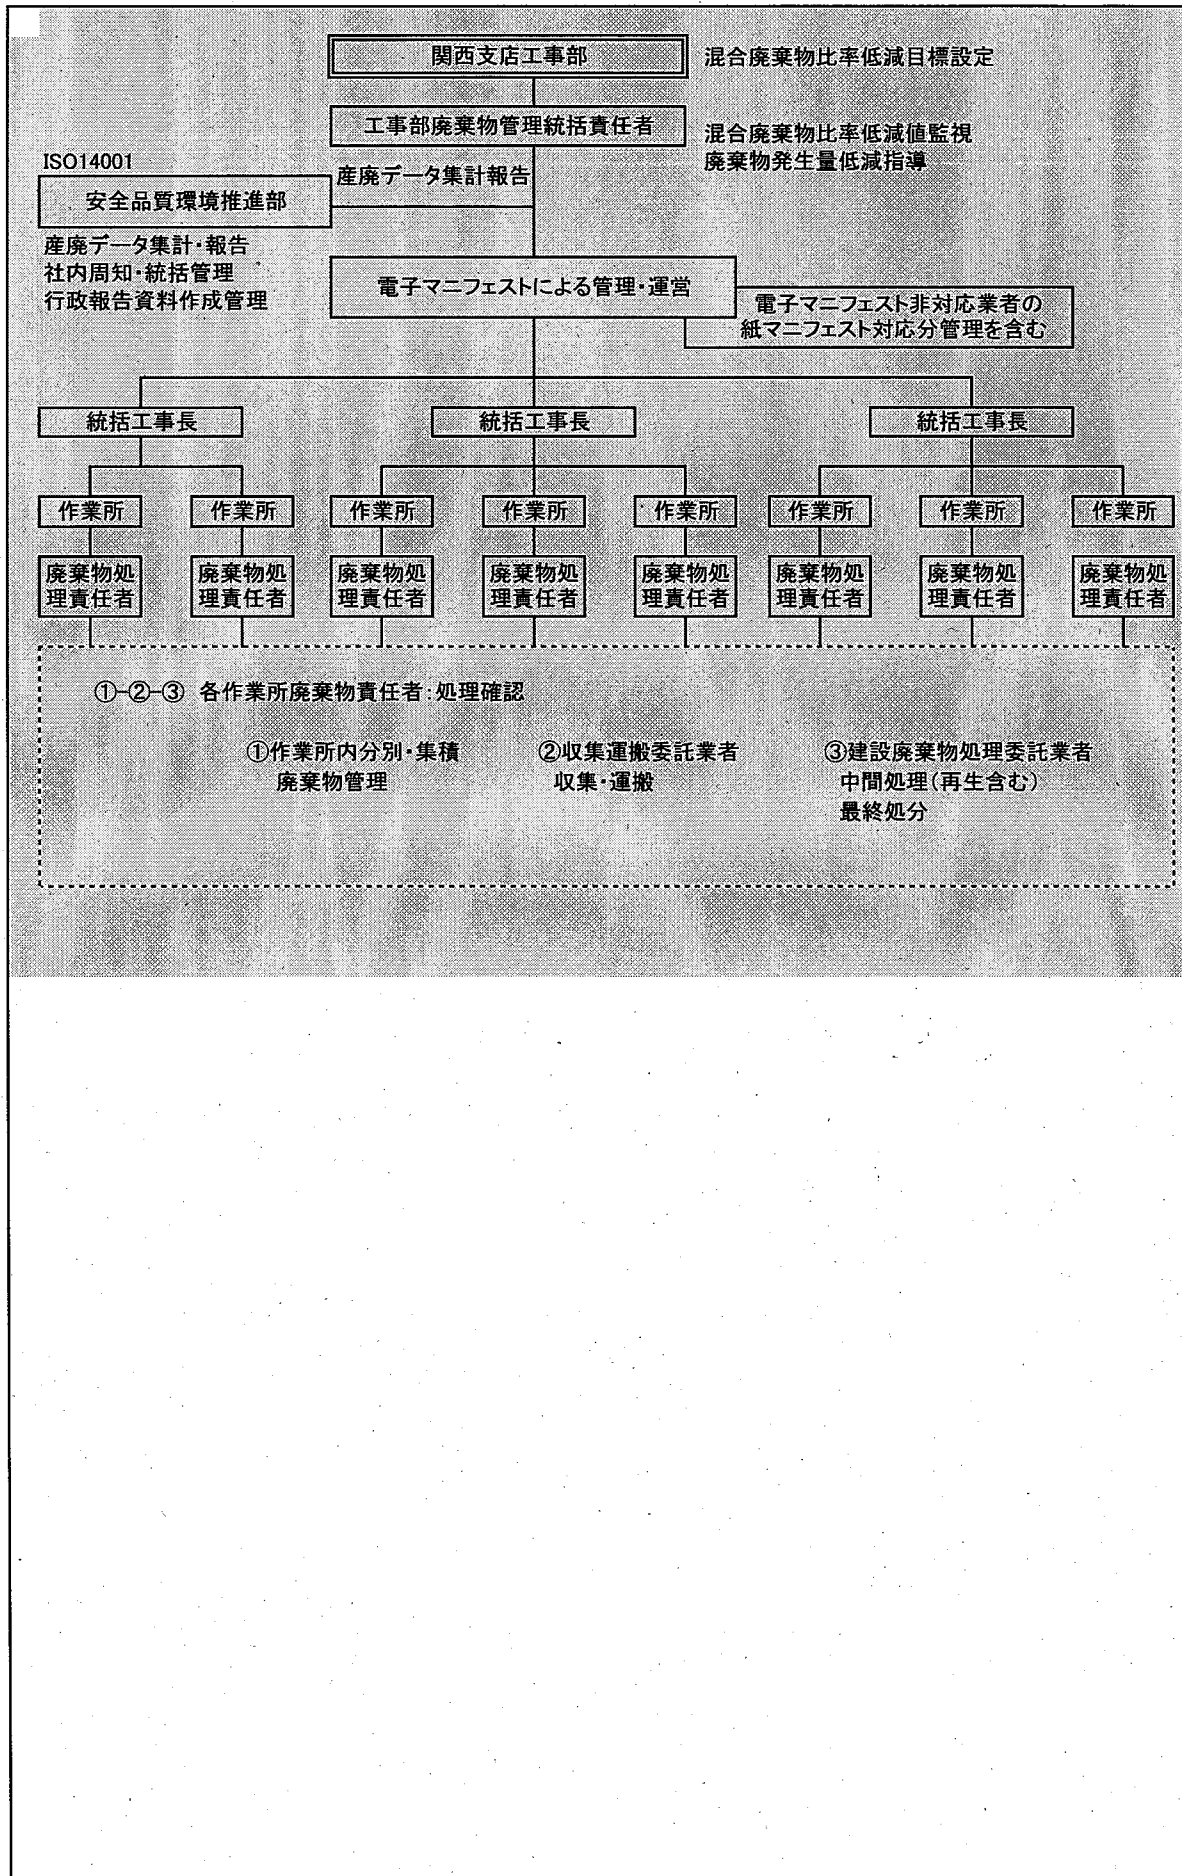 関西支店工事部
混合廃棄物比率低減目標設定
工事部廃棄物管理統括責任者
混合廃棄物比率低減値監視
廃棄物発生量低減指導
ISO14001
産廃データ集計報告
安全品質環境推進部
産廃データ集計・報告
社内周知・統括管理
行政報告資料作成管理
電子マニフェストによる管理・運営
電子マニフェスト非対応業者の
紙マニフェスト対応分管理を含む
統括工事長 統括工事長 統括工事長
作業所 作業所 作業所 作業所 作業所 作業所 作業所 作業所
廃棄物処 廃棄物処 廃棄物処 廃棄物処 廃棄物処 廃棄物処 廃棄物処 廃棄物処
理責任者 理責任者 理責任者 理責任者 理責任者 理責任者 理責任者 理責任者
①-②-③ 各作業所廃棄物責任者:処理確認
①作業所内分別・集積 ②収集運搬委託業者 ③建設廃棄物処理委託業者
廃棄物管理 収集・運搬 中間処理(再生含む)
最終処分